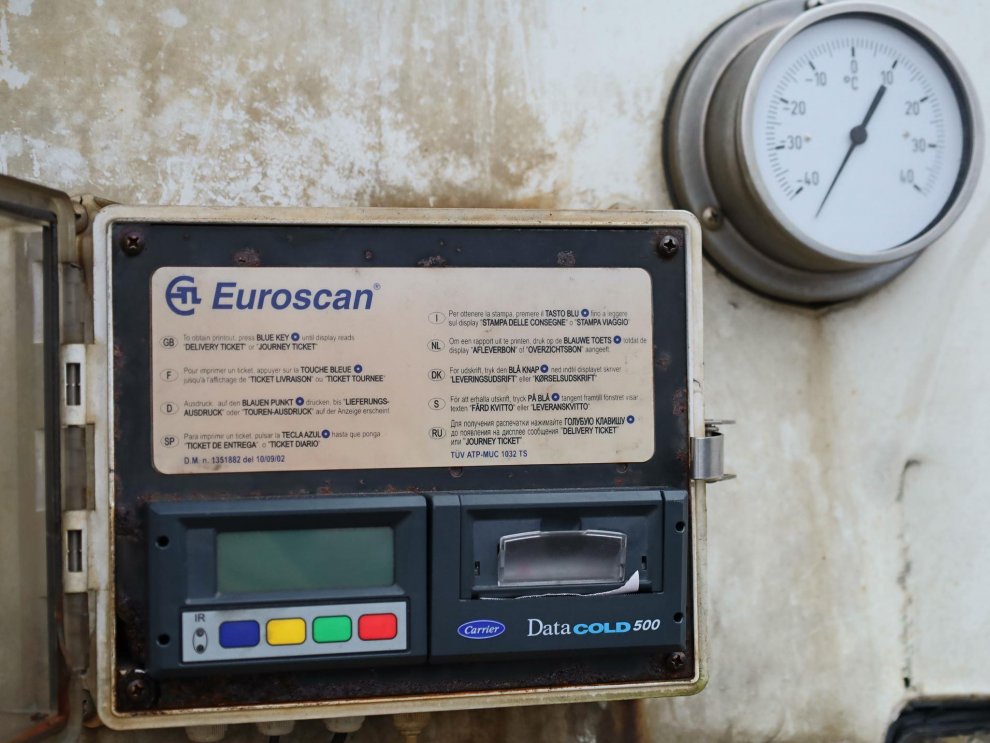 Euroscan®
GB To obtain printout, press BLUE KEY until display reads
"DELIVERY TICKET" or "JOURNEY TICKET"
F Pour imprimer un ticket, appuyer sur la TOUCHE BLEUE
jusqu'à l'affichage de "TICKET LIVRAISON" ou "TICKET TOURNEE"
D Ausdruck: auf den BLAUEN PUNKT drücken, bis "LIEFERUNGS-
AUSDRUCK" oder "TOUREN-AUSDRUCK" auf der Anzeige erscheint
SP Para imprimir un ticket, pulsar la TECLA AZUL hasta que ponga
"TICKET DE ENTREGA" o "TICKET DIARIO"
D.M. n. 1351882 del 10/09/02
I Per ottenere la stampa, premere il TASTO BLU fino a leggere
sul display "STAMPA DELLE CONSEGNE" o "STAMPA VIAGGIO"
NL Om een rapport uit te printen, druk op de BLAUWE TOETS totdat de
display "AFLEVERBON" of "OVERZICHTSBON" aangeeft.
DK For udskrift, tryk den BLÅ KNAP ned indtil displayet skriver
"LEVERINGSUDSRIFT" eller "KØRSELSUDSKRIFT"
S För att erhålla utskrift, tryck PÅ BLÅ tangent framtill fönstret visar
texten "FÄRD KVITTO" eller "LEVERANSKVITTO"
RU Для получения распечатки нажимайте ГОЛУБУЮ КЛАВИШУ
до появления на дисплее сообщения "DELIVERY TICKET"
или "JOURNEY TICKET"
TÜV ATP-MUC 1032 TS
IR
Carrier DataCOLD 500
-40 -30 -20 -10 0 10 20 30 40
°C